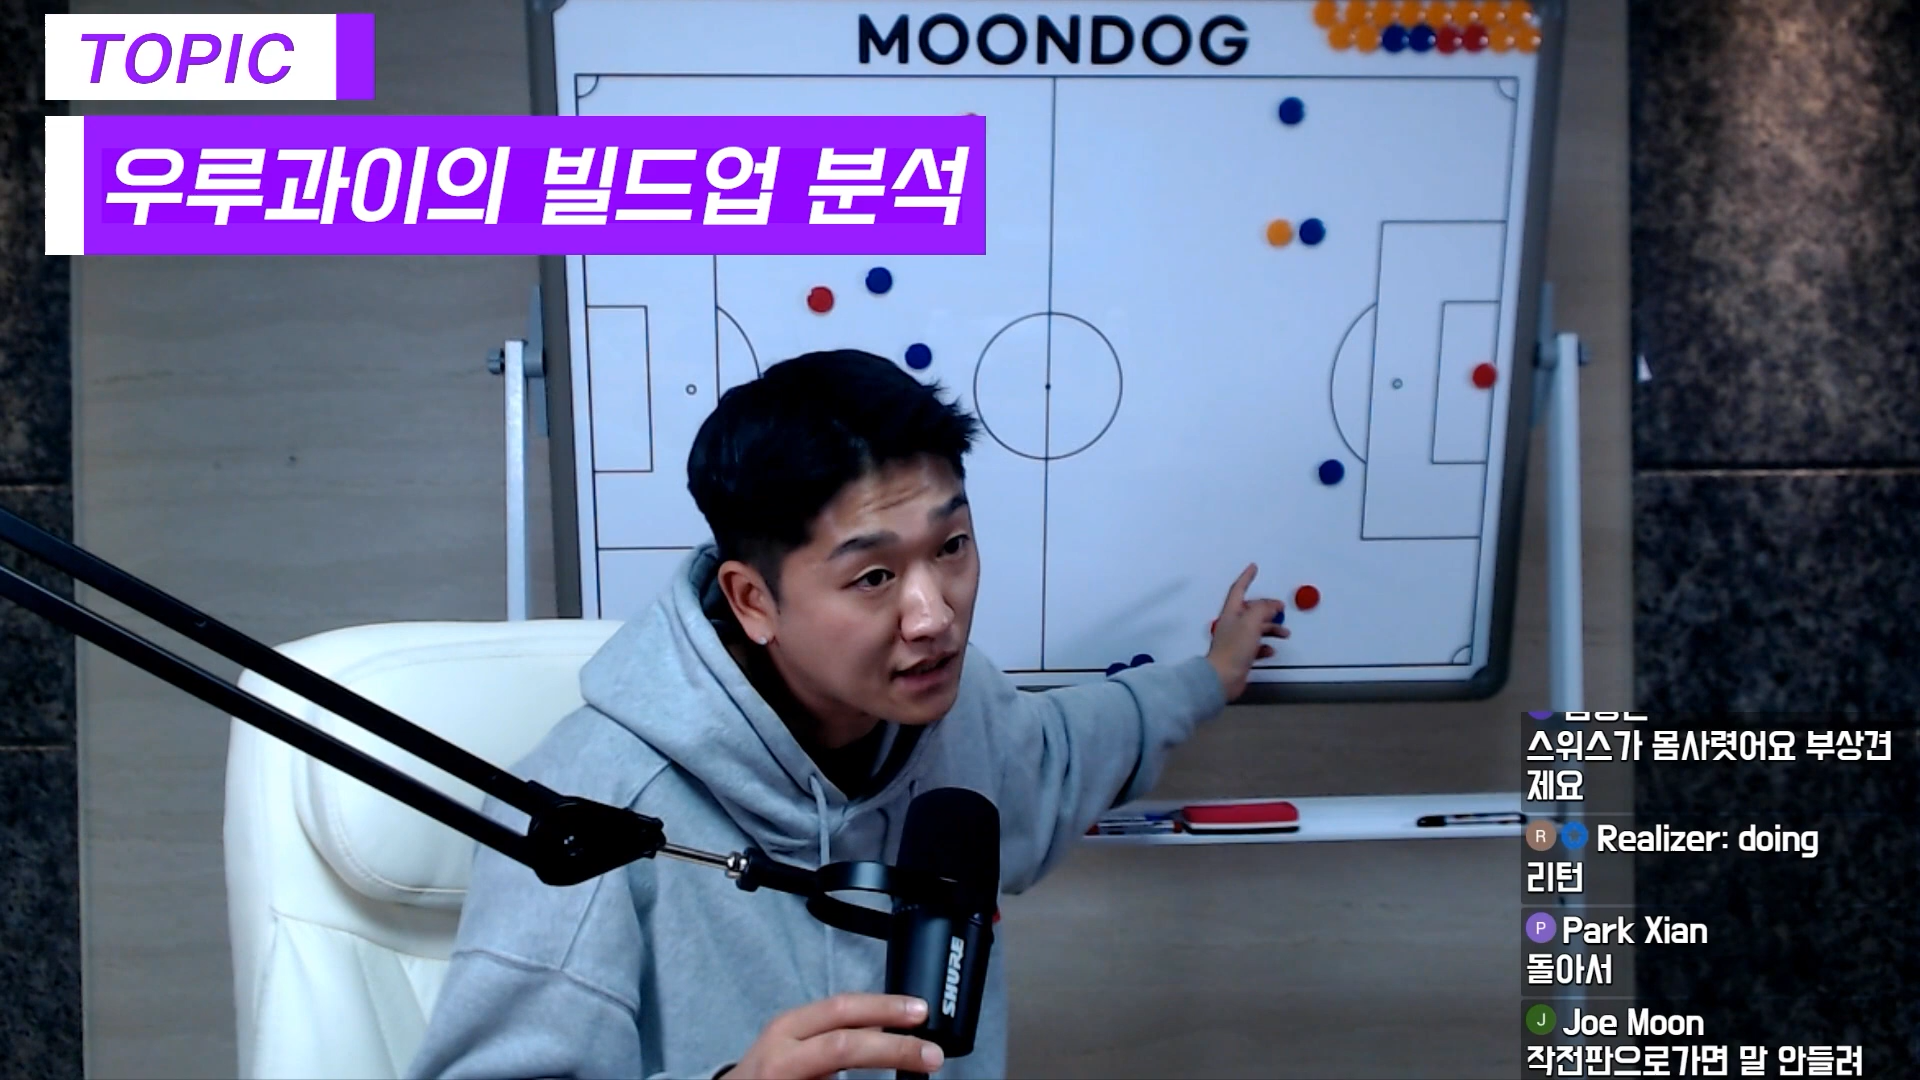 TOPIC
MOONDOG
우루과이의 빌드업 분석
스위스가 몸사렷어요 부상견
제요
R Realizer: doing
리턴
P Park Xian
돌아서
J Joe Moon
작전판으로가면 말 안들려
SHURE